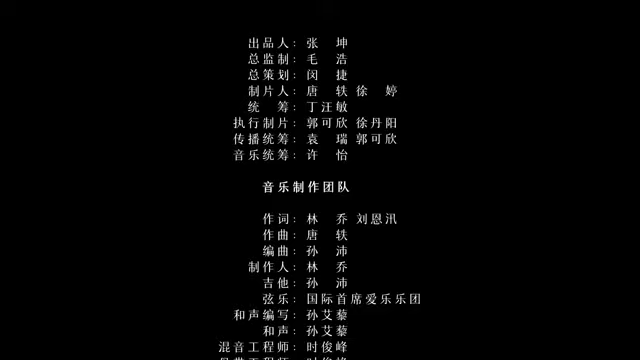 出品人：张　坤
总监制：毛　浩
总策划：闵　捷
制片人：唐　轶 徐　婷
统　筹：丁汪敏
执行制片：郭可欣 徐丹阳
传播统筹：袁　瑞 郭可欣
音乐统筹：许　怡
音乐制作团队
作词：林　乔 刘恩汛
作曲：唐　轶
编曲：孙　沛
制作人：林　乔
吉他：孙　沛
弦乐：国际首席爱乐乐团
和声编写：孙艾藜
和声：孙艾藜
混音工程师：时俊峰